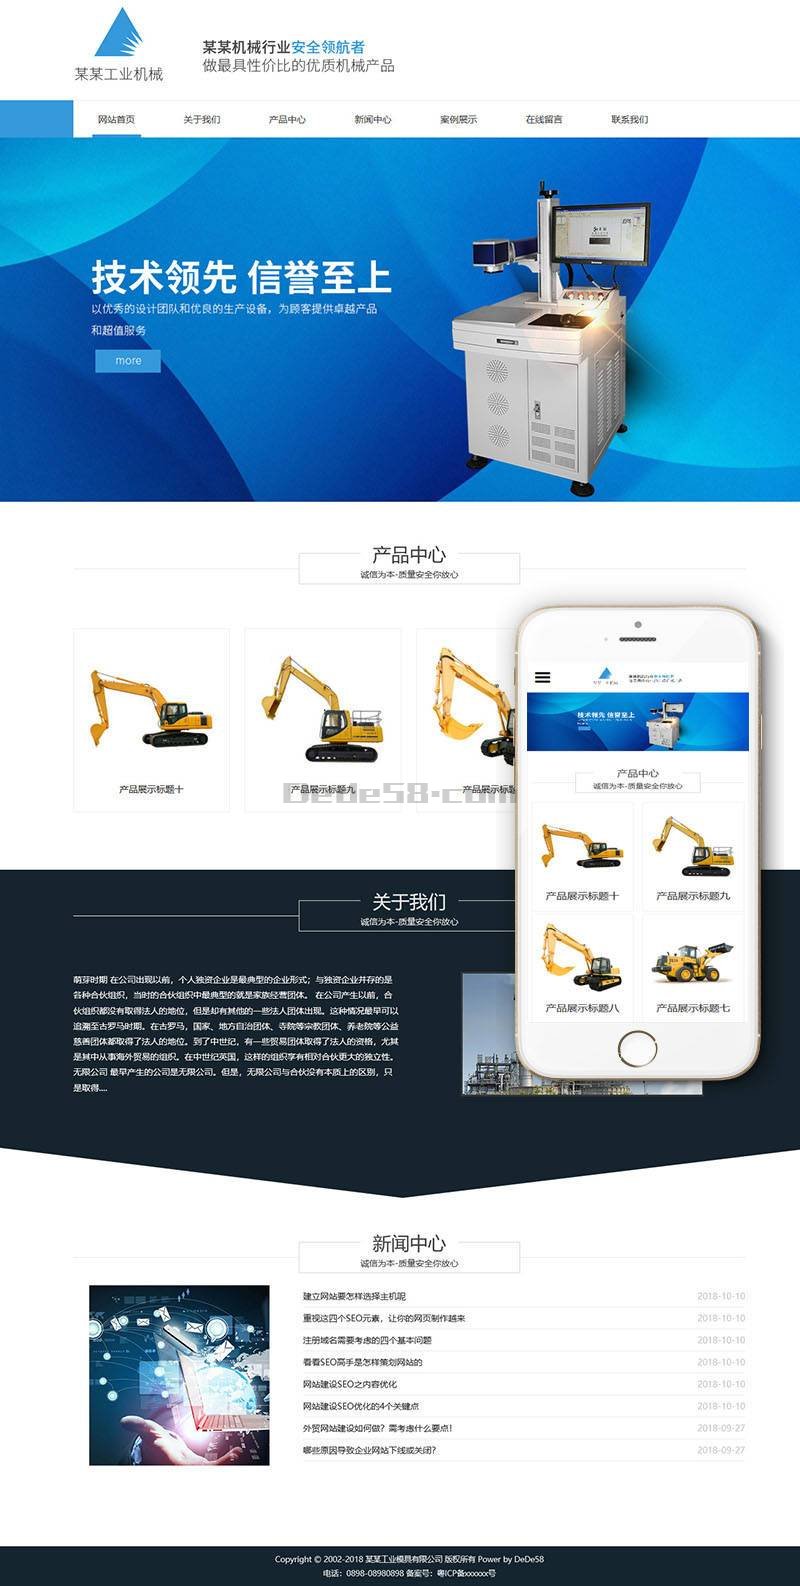 某某工业机械
某某机械行业安全领航者
做最具性价比的优质机械产品
网站首页 关于我们 产品中心 新闻中心 案例展示 在线留言 联系我们
技术领先 信誉至上
以优秀的设计团队和优良的生产设备，为顾客提供卓越产品
和超值服务
more
产品中心
诚信为本-质量安全你放心
产品展示标题十
产品展示标题九
产品展示标题
Dede58.com
技术领先 信誉至上
产品中心
诚信为本-质量安全你放心
产品展示标题十
产品展示标题九
产品展示标题八
产品展示标题七
关于我们
诚信为本-质量安全你放心
萌芽时期 在公司出现以前，个人独资企业是最典型的企业形式；与独资企业并存的是
各种合伙组织，当时的合伙组织中最典型的就是家族经营团体。 在公司产生以前，合
伙组织都没有取得法人的地位，但是却有其他的一些法人团体出现。这种情况最早可以
追溯至古罗马时期。在古罗马，国家、地方自治团体、寺院等宗教团体、养老院等公益
慈善团体都取得了法人的地位。到了中世纪，有一些贸易团体取得了法人的资格，尤其
是其中从事海外贸易的组织。在中世纪英国，这样的组织享有相对合伙更大的独立性。
无限公司 最早产生的公司是无限公司。但是，无限公司与合伙没有本质上的区别，只
是取得....
新闻中心
诚信为本-质量安全你放心
建立网站要怎样选择主机呢 2018-10-10
重视这四个SEO元素，让你的网页制作越来 2018-10-10
注册域名需要考虑的四个基本问题 2018-10-10
看看SEO高手是怎样策划网站的 2018-10-10
网站建设SEO之内容优化 2018-10-10
网站建设SEO优化的4个关键点 2018-10-10
外贸网站建设如何做？需考虑什么要点！ 2018-09-27
哪些原因导致企业网站下线或关闭？ 2018-09-27
Copyright © 2002-2018 某某工业模具有限公司 版权所有 Power by DeDe58
电话：0898-08980898 备案号：粤ICP备xxxxxx号